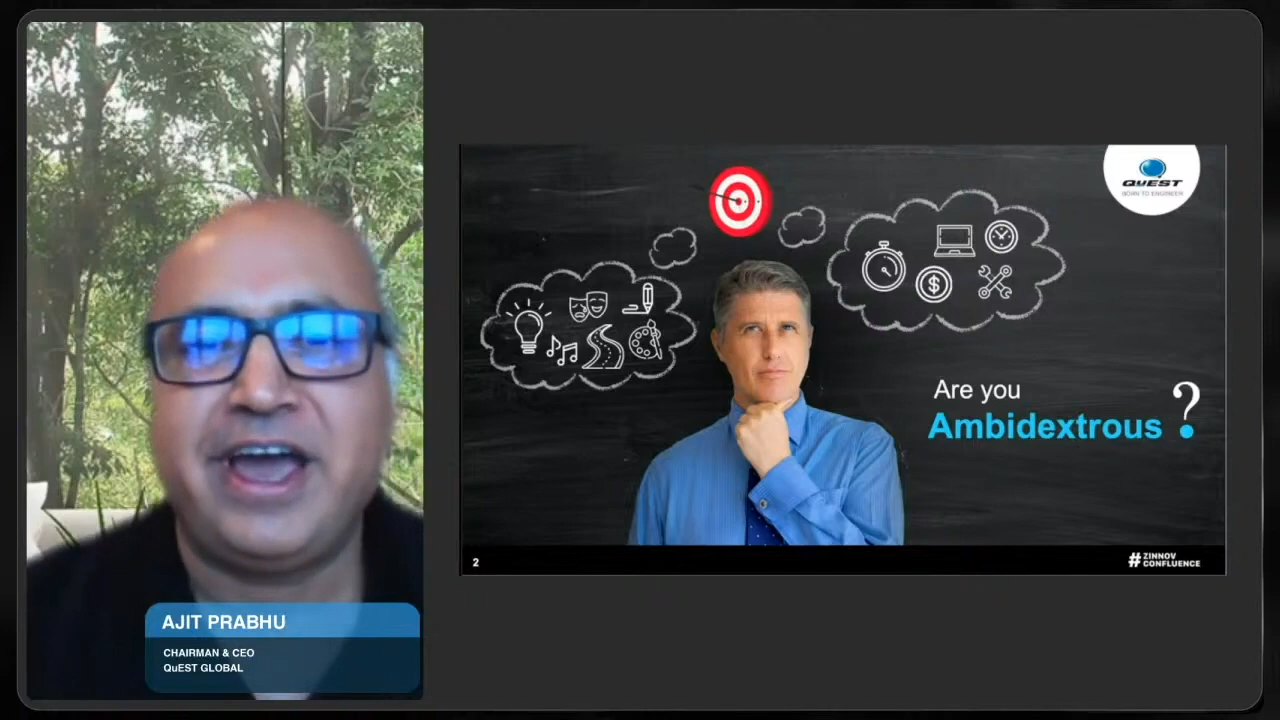 AJIT PRABHU
CHAIRMAN & CEO
QuEST GLOBAL
QuEST
BORN TO ENGINEER
$
Are you
Ambidextrous ?
2
# ZINNOV
CONFLUENCE